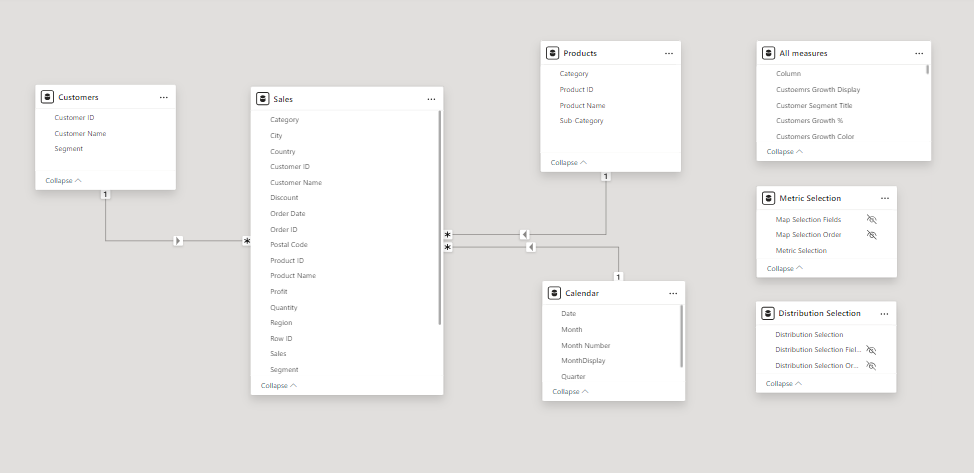 Customers
Customer ID
Customer Name
Segment
Collapse
1
Sales
Category
City
Country
Customer ID
Customer Name
Discount
Order Date
Order ID
Postal Code
Product ID
Product Name
Profit
Quantity
Region
Row ID
Sales
Segment
Collapse
*
*
*
Products
Category
Product ID
Product Name
Sub Category
Collapse
1
1
Calendar
Date
Month
Month Number
MonthDisplay
Quarter
Collapse
All measures
Column
Custoemrs Growth Display
Customer Segment Title
Customers Growth %
Customers Growth Color
Collapse
Metric Selection
Map Selection Fields
Map Selection Order
Metric Selection
Collapse
Distribution Selection
Distribution Selection
Distribution Selection Fiel...
Distribution Selection Or...
Collapse